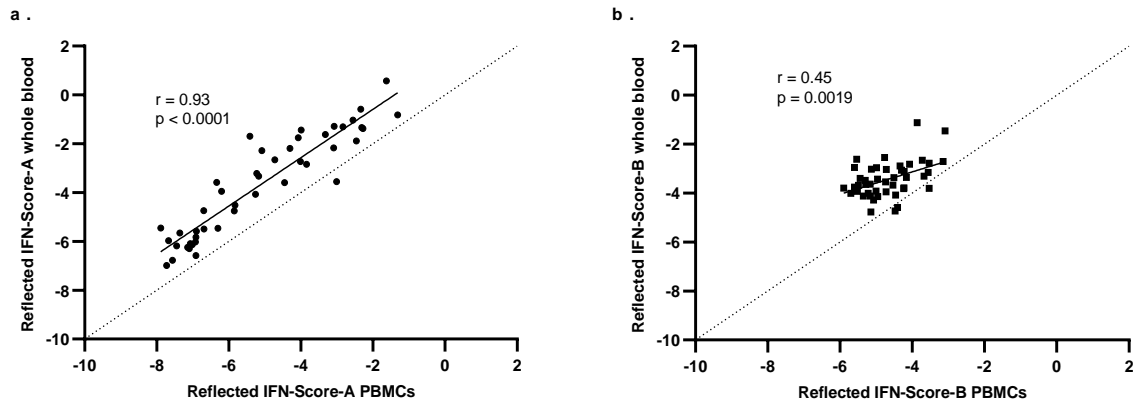 a .
r = 0.93
p < 0.0001
2
0
-2
-4
-6
-8
-10
-10
-8
-6
-4
-2
0
2
Reflected IFN-Score-A whole blood
Reflected IFN-Score-A PBMCs
b .
r = 0.45
p = 0.0019
2
0
-2
-4
-6
-8
-10
-10
-8
-6
-4
-2
0
2
Reflected IFN-Score-B whole blood
Reflected IFN-Score-B PBMCs